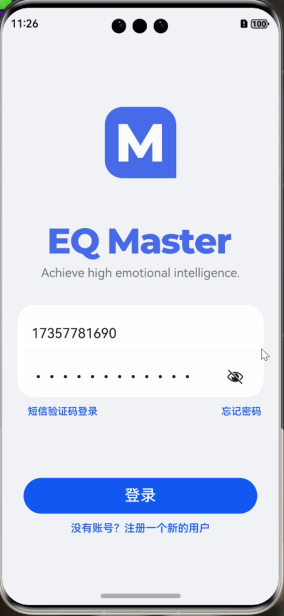 11:26
100
M
EQ Master
Achieve high emotional intelligence.
17357781690
••••••••••••
短信验证码登录 忘记密码
登录
没有账号？注册一个新的用户